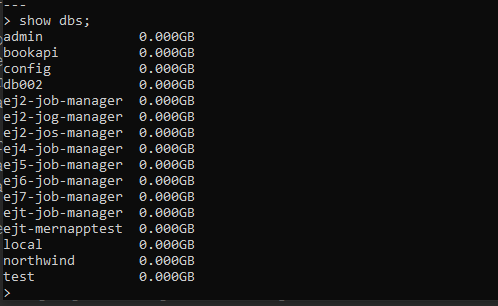 ---
> show dbs;
admin            0.000GB
bookapi          0.000GB
config           0.000GB
db002            0.000GB
ej2-job-manager  0.000GB
ej2-jog-manager  0.000GB
ej2-jos-manager  0.000GB
ej4-job-manager  0.000GB
ej5-job-manager  0.000GB
ej6-job-manager  0.000GB
ej7-job-manager  0.000GB
ejt-job-manager  0.000GB
ejt-mernapptest  0.000GB
local            0.000GB
northwind        0.000GB
test             0.000GB
>